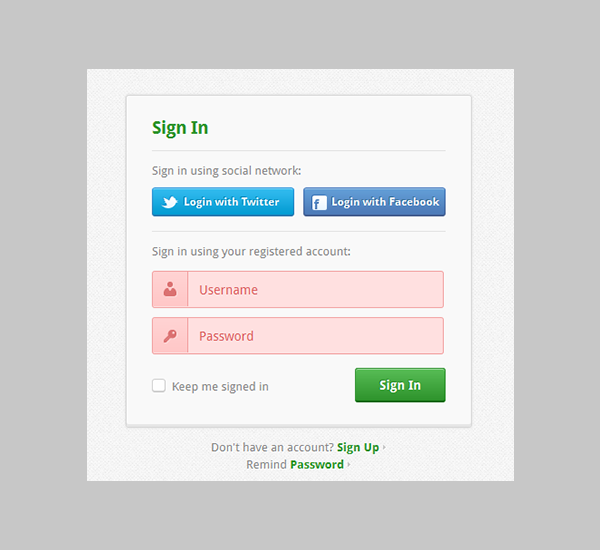 Sign In
Sign in using social network:
Login with Twitter
Login with Facebook
Sign in using your registered account:
Username
Password
Keep me signed in
Sign In
Don't have an account? Sign Up ›
Remind Password ›